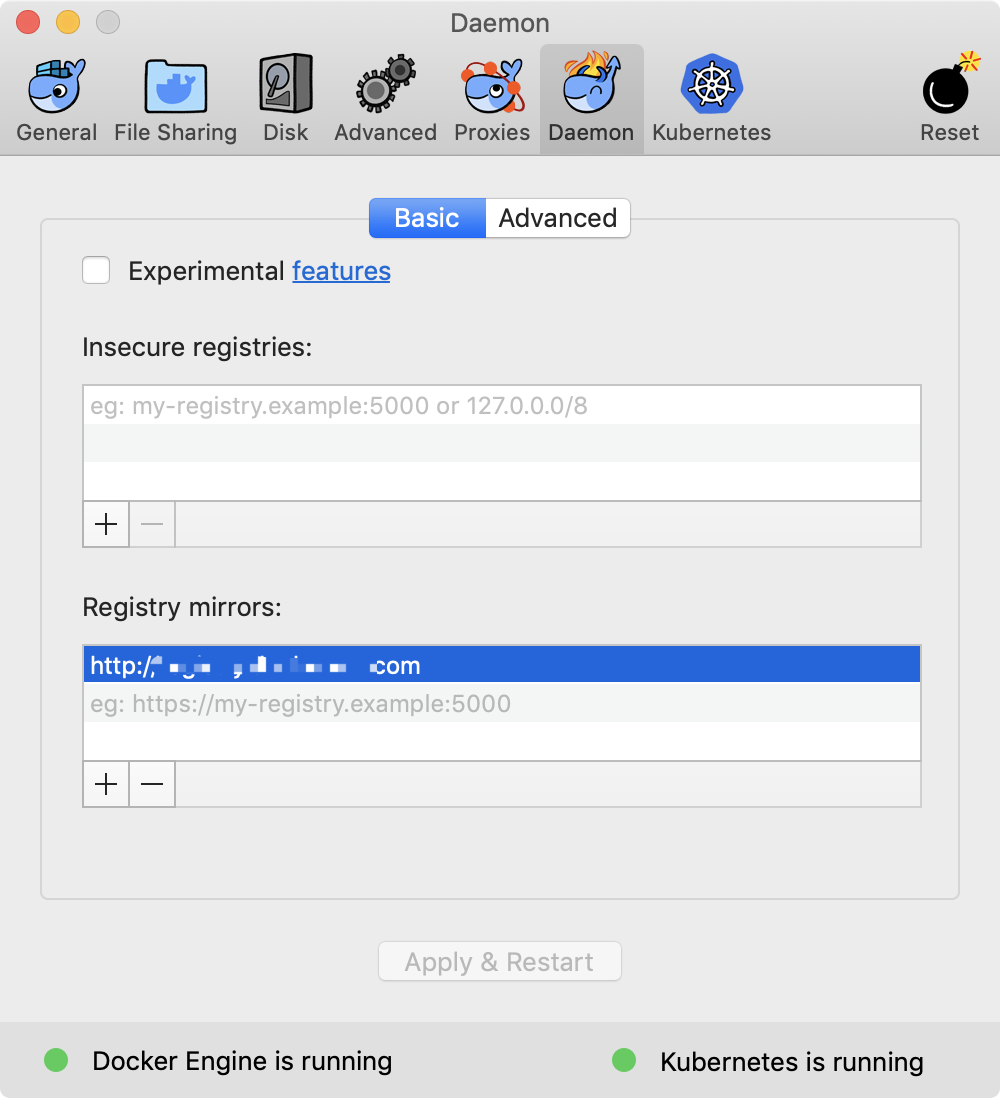 Daemon
General File Sharing Disk Advanced Proxies Daemon Kubernetes Reset
Basic Advanced
Experimental features
Insecure registries:
eg: my-registry.example:5000 or 127.0.0.0/8
Registry mirrors:
http:/ com
eg: https://my-registry.example:5000
Apply & Restart
Docker Engine is running Kubernetes is running